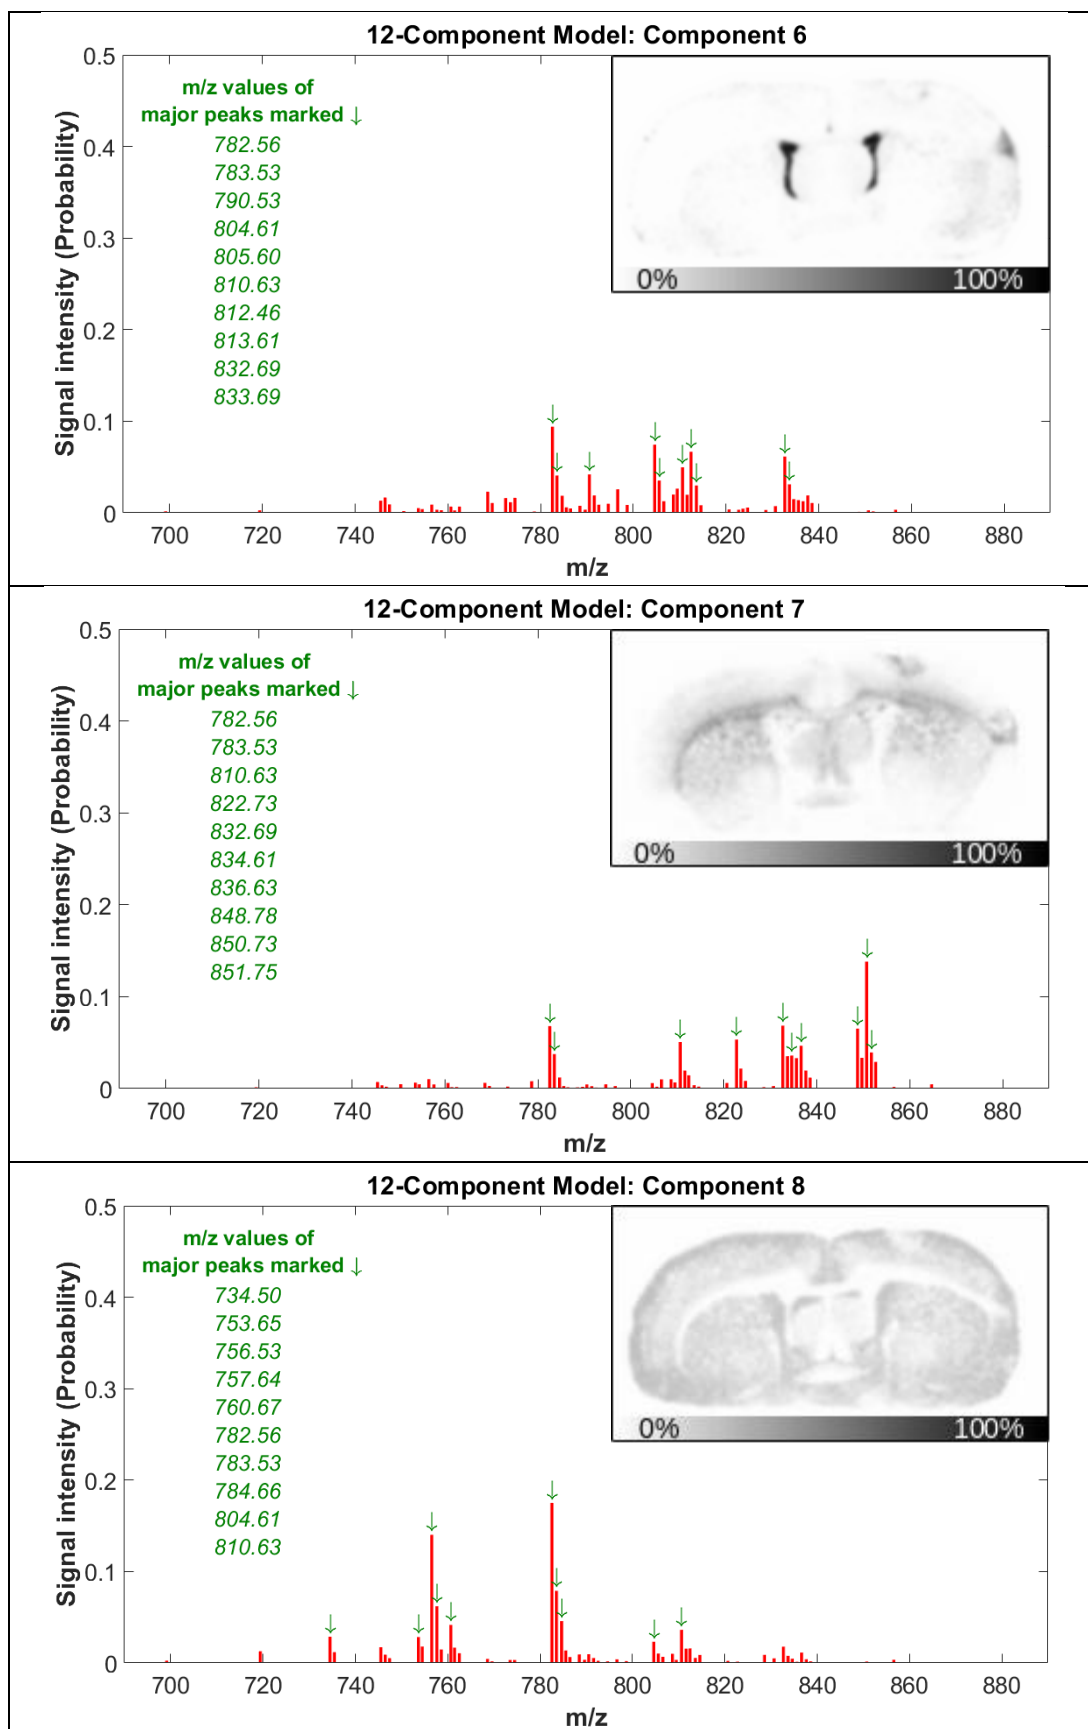 12-Component Model: Component 6
0.5
0.4
0.3
0.2
0.1
0
Signal intensity (Probability)
m/z values of
major peaks marked ↓
782.56
783.53
790.53
804.61
805.60
810.63
812.46
813.61
832.69
833.69
0% 100%
700 720 740 760 780 800 820 840 860 880
m/z
12-Component Model: Component 7
0.5
0.4
0.3
0.2
0.1
0
Signal intensity (Probability)
m/z values of
major peaks marked ↓
782.56
783.53
810.63
822.73
832.69
834.61
836.63
848.78
850.73
851.75
0% 100%
700 720 740 760 780 800 820 840 860 880
m/z
12-Component Model: Component 8
0.5
0.4
0.3
0.2
0.1
0
Signal intensity (Probability)
m/z values of
major peaks marked ↓
734.50
753.65
756.53
757.64
760.67
782.56
783.53
784.66
804.61
810.63
0% 100%
700 720 740 760 780 800 820 840 860 880
m/z